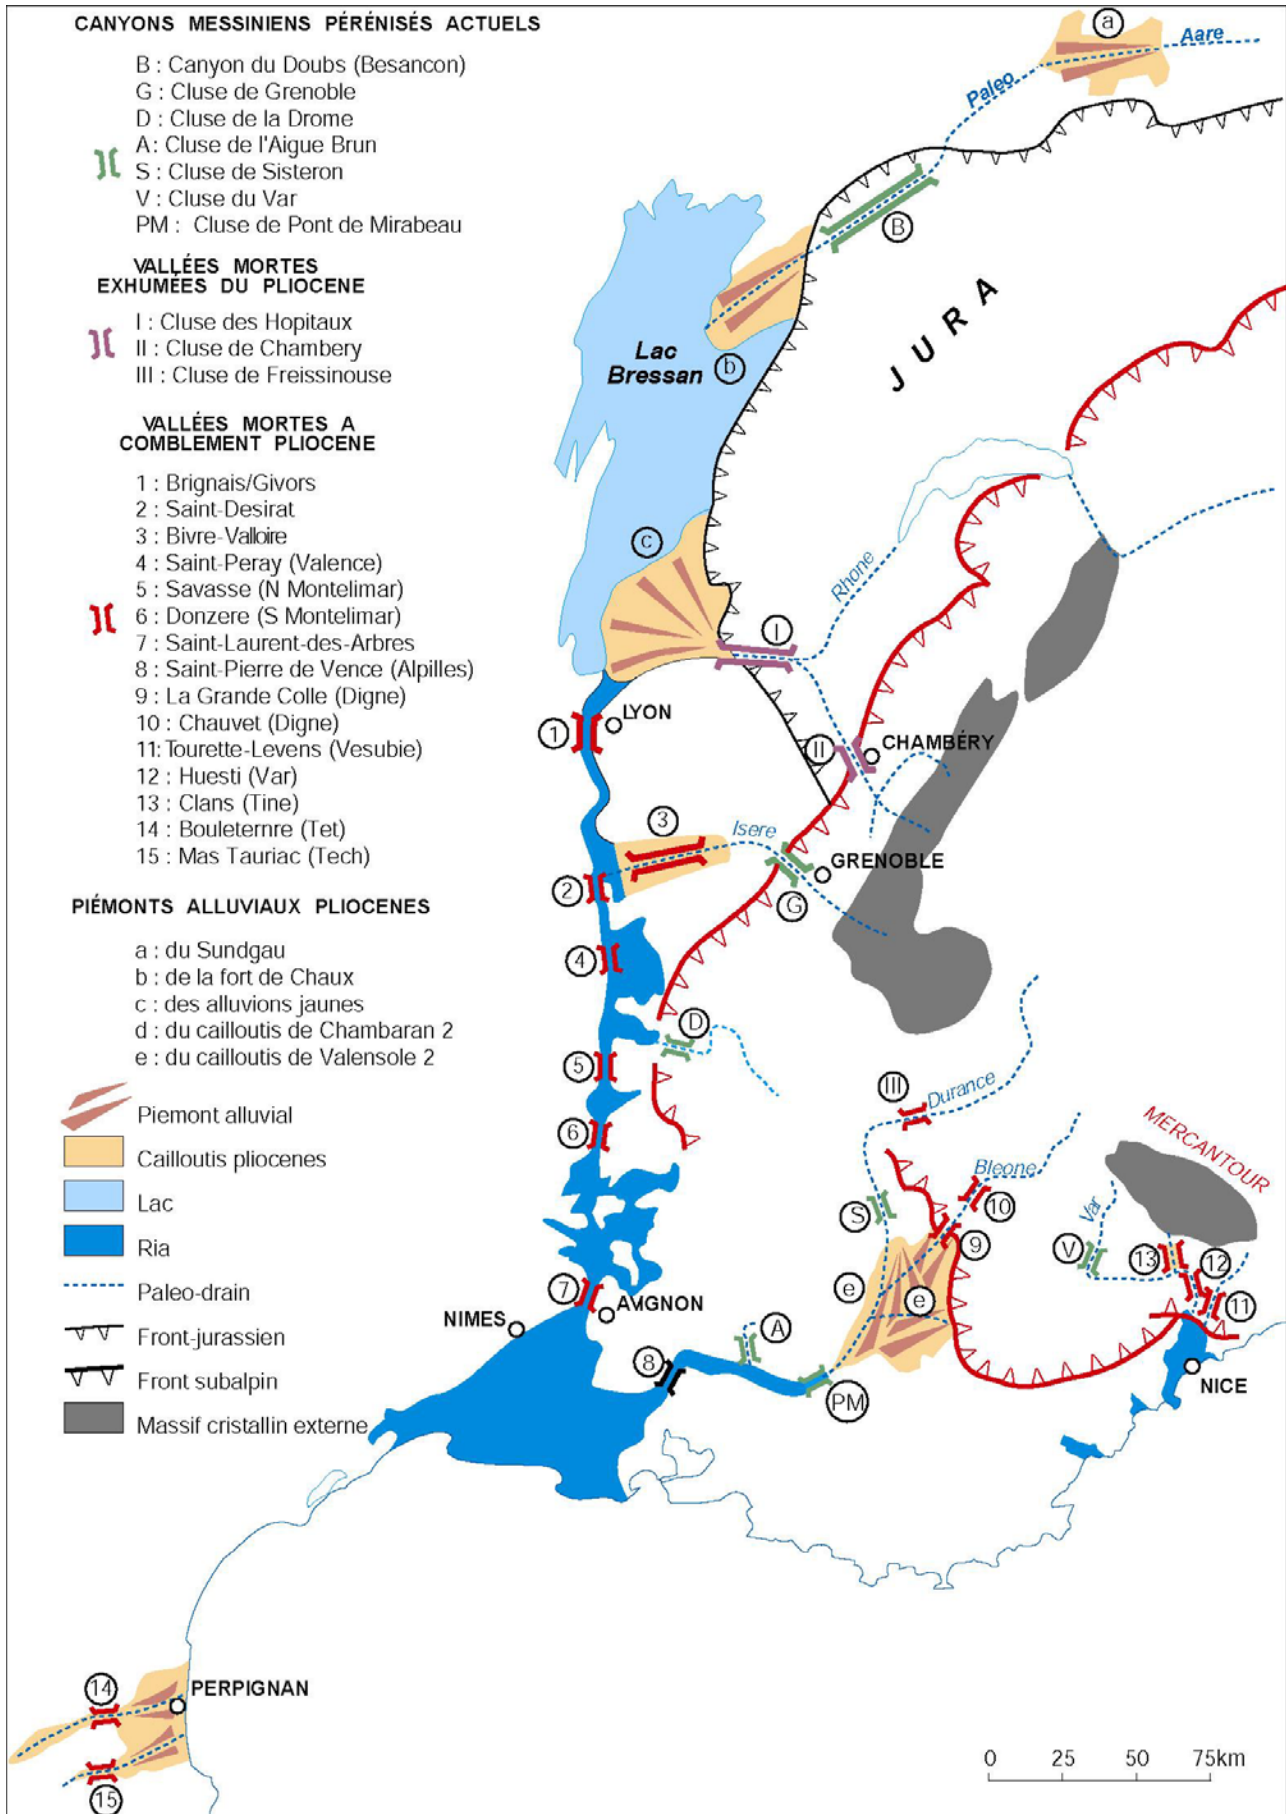 CANYONS MESSINIENS PÉRÉNISÉS ACTUELS
B : Canyon du Doubs (Besancon)
G : Cluse de Grenoble
D : Cluse de la Drome
A : Cluse de l'Aigue Brun
S : Cluse de Sisteron
V : Cluse du Var
PM : Cluse de Pont de Mirabeau
VALLÉES MORTES
EXHUMÉES DU PLIOCENE
I : Cluse des Hopitaux
II : Cluse de Chambery
III : Cluse de Freissinouse
VALLÉES MORTES A
COMBLEMENT PLIOCENE
1 : Brignais/Givors
2 : Saint-Desirat
3 : Bivre-Valloire
4 : Saint-Peray (Valence)
5 : Savasse (N Montelimar)
6 : Donzere (S Montelimar)
7 : Saint-Laurent-des-Arbres
8 : Saint-Pierre de Vence (Alpilles)
9 : La Grande Colle (Digne)
10 : Chauvet (Digne)
11: Tourette-Levens (Vesubie)
12 : Huesti (Var)
13 : Clans (Tine)
14 : Bouleternre (Tet)
15 : Mas Tauriac (Tech)
PIÉMONTS ALLUVIAUX PLIOCENES
a : du Sundgau
b : de la fort de Chaux
c : des alluvions jaunes
d : du cailloutis de Chambaran 2
e : du cailloutis de Valensole 2
Piemont alluvial
Cailloutis pliocenes
Lac
Ria
Paleo-drain
Front-jurassien
Front subalpin
Massif cristallin externe
a
Paleo
Aare
B
JURA
Lac
Bressan
b
c
Rhone
I
LYON
1
II
CHAMBÉRY
3
Isere
GRENOBLE
2
G
4
D
5
III
Durance
6
MERCANTOUR
Bleone
10
S
Var
9
V
13
12
e
e
11
7
AVIGNON
NIMES
A
8
PM
NICE
14
PERPIGNAN
15
0 25 50 75km